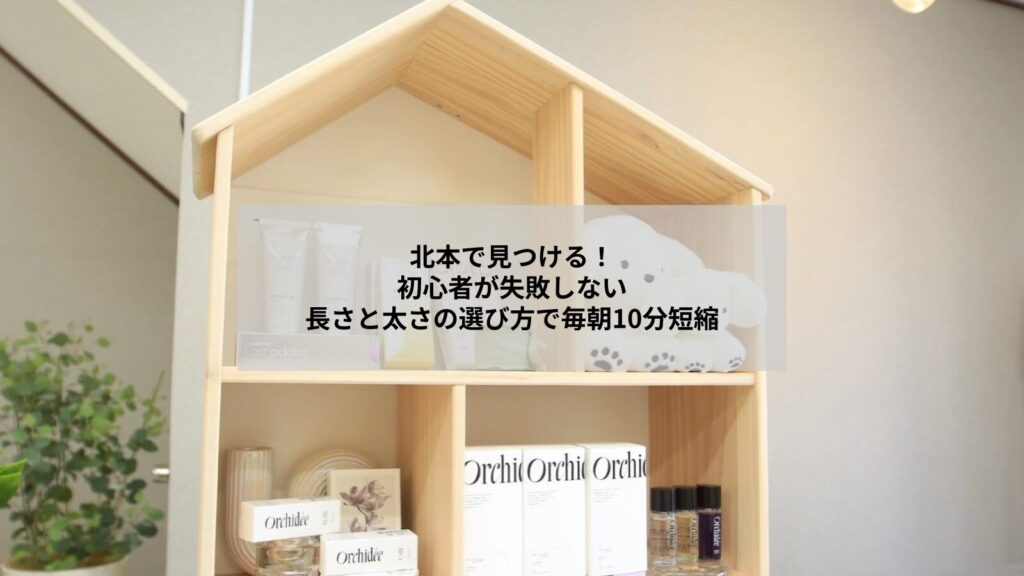 北本で見つける！
初心者が失敗しない
長さと太さの選び方で毎朝10分短縮
Lashaddict
Orchid
Orchid
Orchid
Orchidée
Orchidée